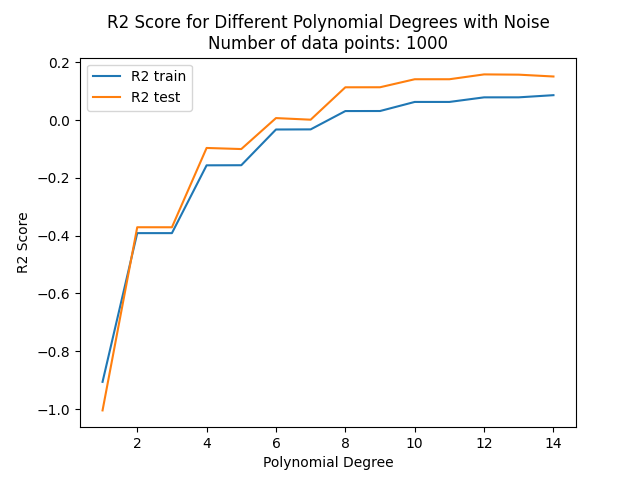 R2 Score for Different Polynomial Degrees with Noise
Number of data points: 1000
R2 train
R2 test
0.2
0.0
−0.2
−0.4
−0.6
−0.8
−1.0
R2 Score
2 4 6 8 10 12 14
Polynomial Degree